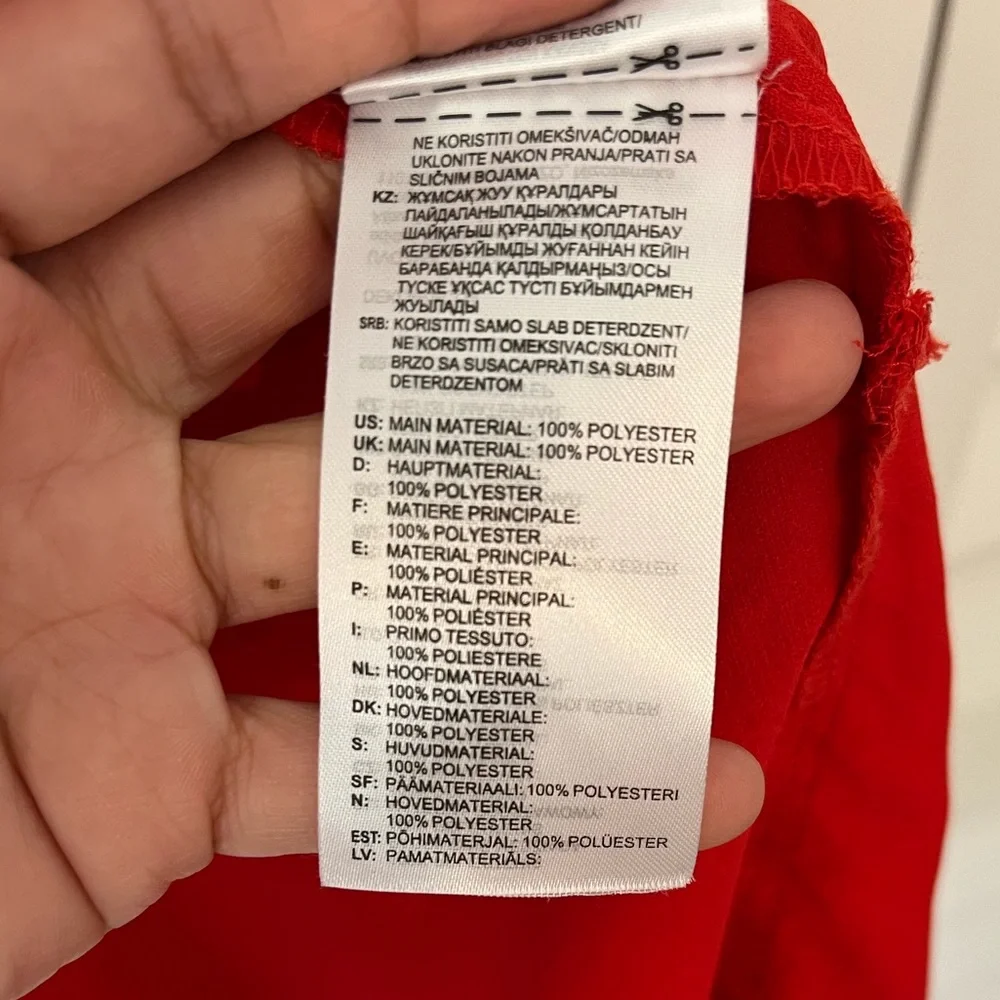 BLAGI DETERGENT/
NE KORISTITI OMEKŠIVAČ/ODMAH
UKLONITE NAKON PRANJA/PRATI SA
SLIČNIM BOJAMA
KZ: ЖҰМСАҚ ЖУУ ҚҰРАЛДАРЫ
ПАЙДАЛАНЫЛАДЫ/ЖҰМСАРТАТЫН
ШАЙҚАҒЫШ ҚҰРАЛДЫ ҚОЛДАНБАУ
КЕРЕК/БҰЙЫМДЫ ЖУҒАННАН КЕЙІН
БАРАБАНДА ҚАЛДЫРМАҢЫЗ/ОСЫ
ТҮСКЕ ҰҚСАС ТҮСТІ БҰЙЫМДАРМЕН
ЖУЫЛАДЫ
SRB: KORISTITI SAMO SLAB DETERDZENT/
NE KORISTITI OMEKSIVAC/SKLONITI
BRZO SA SUSACA/PRATI SA SLABIM
DETERDZENTOM
US: MAIN MATERIAL: 100% POLYESTER
UK: MAIN MATERIAL: 100% POLYESTER
D: HAUPTMATERIAL:
100% POLYESTER
F: MATIERE PRINCIPALE:
100% POLYESTER
E: MATERIAL PRINCIPAL:
100% POLIÉSTER
P: MATERIAL PRINCIPAL:
100% POLIÉSTER
I: PRIMO TESSUTO:
100% POLIESTERE
NL: HOOFDMATERIAAL:
100% POLYESTER
DK: HOVEDMATERIALE:
100% POLYESTER
S: HUVUDMATERIAL:
100% POLYESTER
SF: PÄÄMATERIAALI: 100% POLYESTERI
N: HOVEDMATERIAL:
100% POLYESTER
EST: PÕHIMATERJAL: 100% POLÜESTER
LV: PAMATMATERIĀLS: